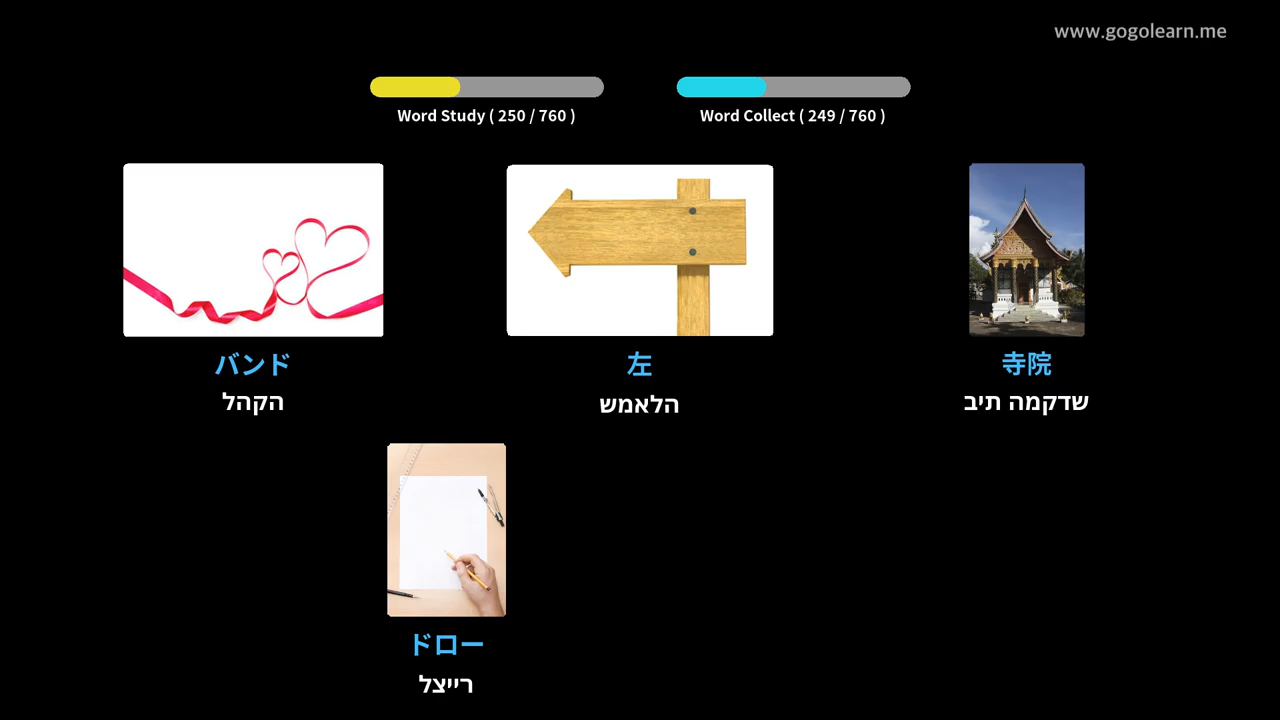 www.gogolearn.me
Word Study ( 250 / 760 )
Word Collect ( 249 / 760 )
バンド
左
寺院
הקהל
הלאמש
שדקמה תיב
ドロー
רייצל